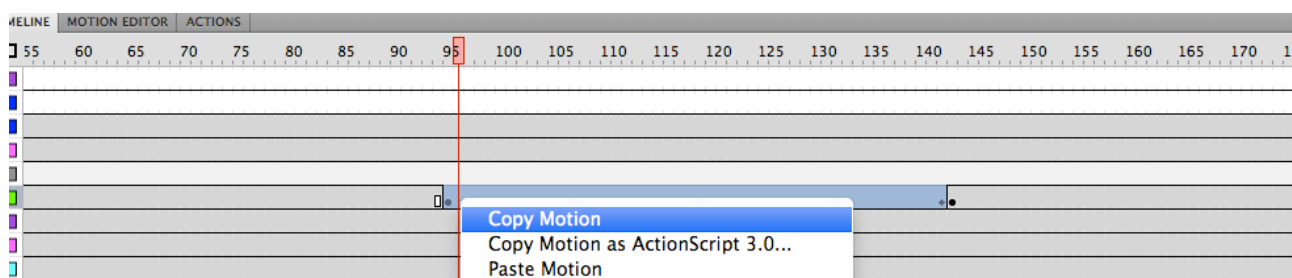 MELINE MOTION EDITOR ACTIONS
55 60 65 70 75 80 85 90 95 100 105 110 115 120 125 130 135 140 145 150 155 160 165 170 1
Copy Motion
Copy Motion as ActionScript 3.0...
Paste Motion